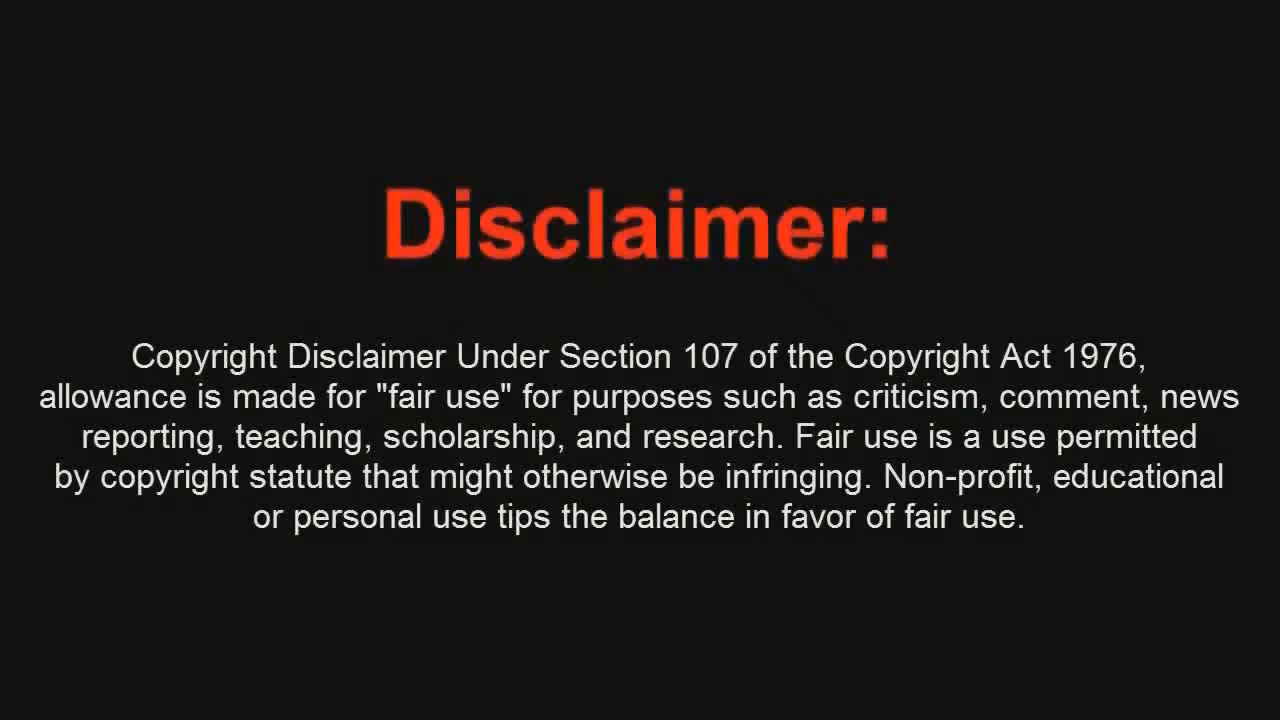 Disclaimer:
Copyright Disclaimer Under Section 107 of the Copyright Act 1976,
allowance is made for "fair use" for purposes such as criticism, comment, news
reporting, teaching, scholarship, and research. Fair use is a use permitted
by copyright statute that might otherwise be infringing. Non-profit, educational
or personal use tips the balance in favor of fair use.